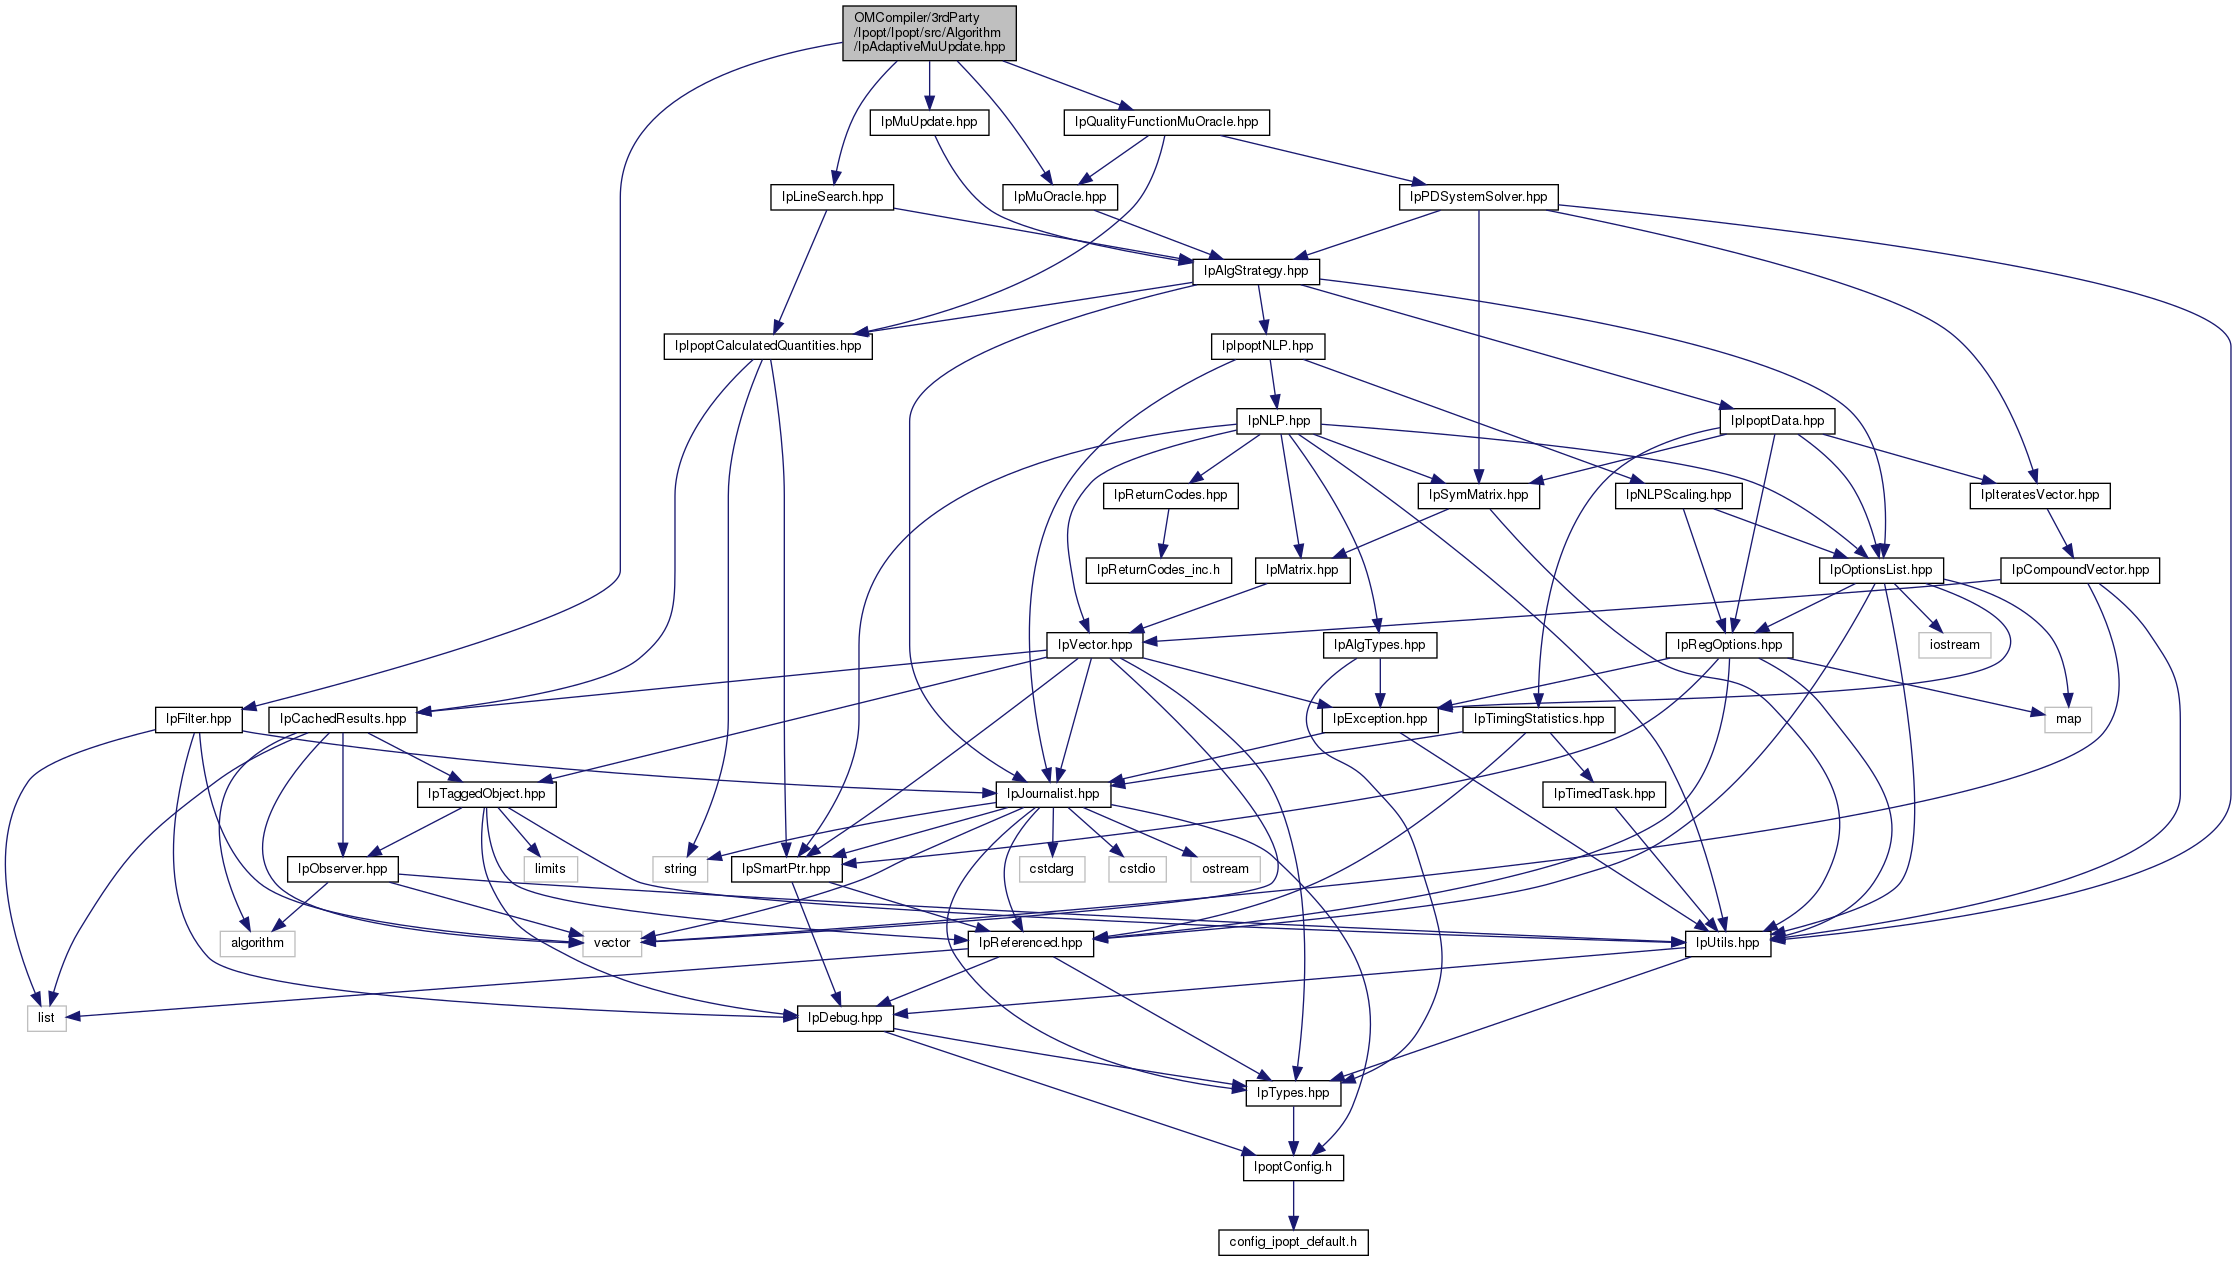 OMCompiler/3rdParty
/Ipopt/Ipopt/src/Algorithm
/IpAdaptiveMuUpdate.hpp
IpMuUpdate.hpp
IpQualityFunctionMuOracle.hpp
IpLineSearch.hpp
IpMuOracle.hpp
IpPDSystemSolver.hpp
IpAlgStrategy.hpp
IpIpoptCalculatedQuantities.hpp
IpIpoptNLP.hpp
IpNLP.hpp
IpIpoptData.hpp
IpReturnCodes.hpp
IpSymMatrix.hpp
IpNLPScaling.hpp
IpIteratesVector.hpp
IpReturnCodes_inc.h
IpMatrix.hpp
IpOptionsList.hpp
IpCompoundVector.hpp
IpVector.hpp
IpAlgTypes.hpp
IpRegOptions.hpp
iostream
IpFilter.hpp
IpCachedResults.hpp
IpException.hpp
IpTimingStatistics.hpp
map
IpTaggedObject.hpp
IpJournalist.hpp
IpTimedTask.hpp
IpObserver.hpp
limits
string
IpSmartPtr.hpp
cstdarg
cstdio
ostream
algorithm
vector
IpReferenced.hpp
IpUtils.hpp
list
IpDebug.hpp
IpTypes.hpp
IpoptConfig.h
config_ipopt_default.h